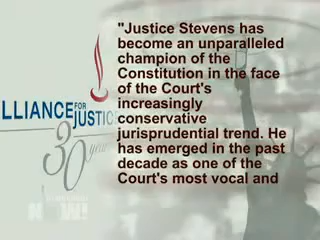 "Justice Stevens has
become an unparalleled
champion of the
Constitution in the face
of the Court's
increasingly
conservative
jurisprudential trend. He
has emerged in the past
decade as one of the
Court's most vocal and
LLIANCE FOR JUSTIC
30 years